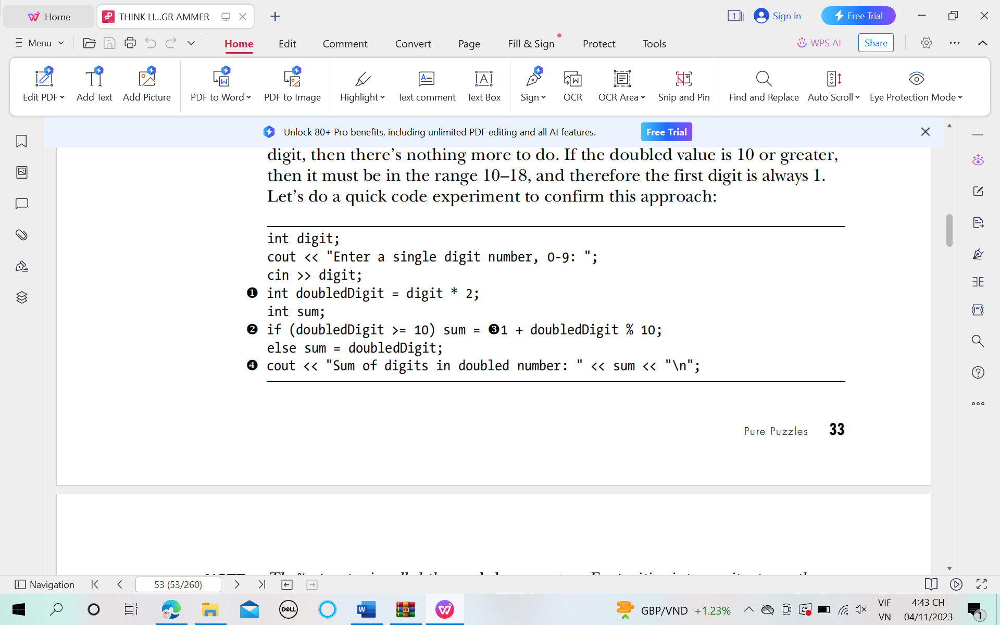 Home
THINK LI...GR AMMER
1
Sign in
Free Trial
Menu
Home
Edit
Comment
Convert
Page
Fill & Sign
Protect
Tools
WPS AI
Share
Edit PDF
Add Text
Add Picture
PDF to Word
PDF to Image
Highlight
Text comment
Text Box
Sign
OCR
OCR Area
Snip and Pin
Find and Replace
Auto Scroll
Eye Protection Mode
Unlock 80+ Pro benefits, including unlimited PDF editing and all AI features.
Free Trial
digit, then there’s nothing more to do. If the doubled value is 10 or greater,
then it must be in the range 10–18, and therefore the first digit is always 1.
Let’s do a quick code experiment to confirm this approach:
int digit;
cout << "Enter a single digit number, 0-9: ";
cin >> digit;
❶ int doubledDigit = digit * 2;
int sum;
❷ if (doubledDigit >= 10) sum = ❸1 + doubledDigit % 10;
else sum = doubledDigit;
❹ cout << "Sum of digits in doubled number: " << sum << "\n";
Pure Puzzles 33
Navigation
53 (53/260)
DELL
W
GBP/VND +1.23%
VIE
VN
4:43 CH
04/11/2023
1